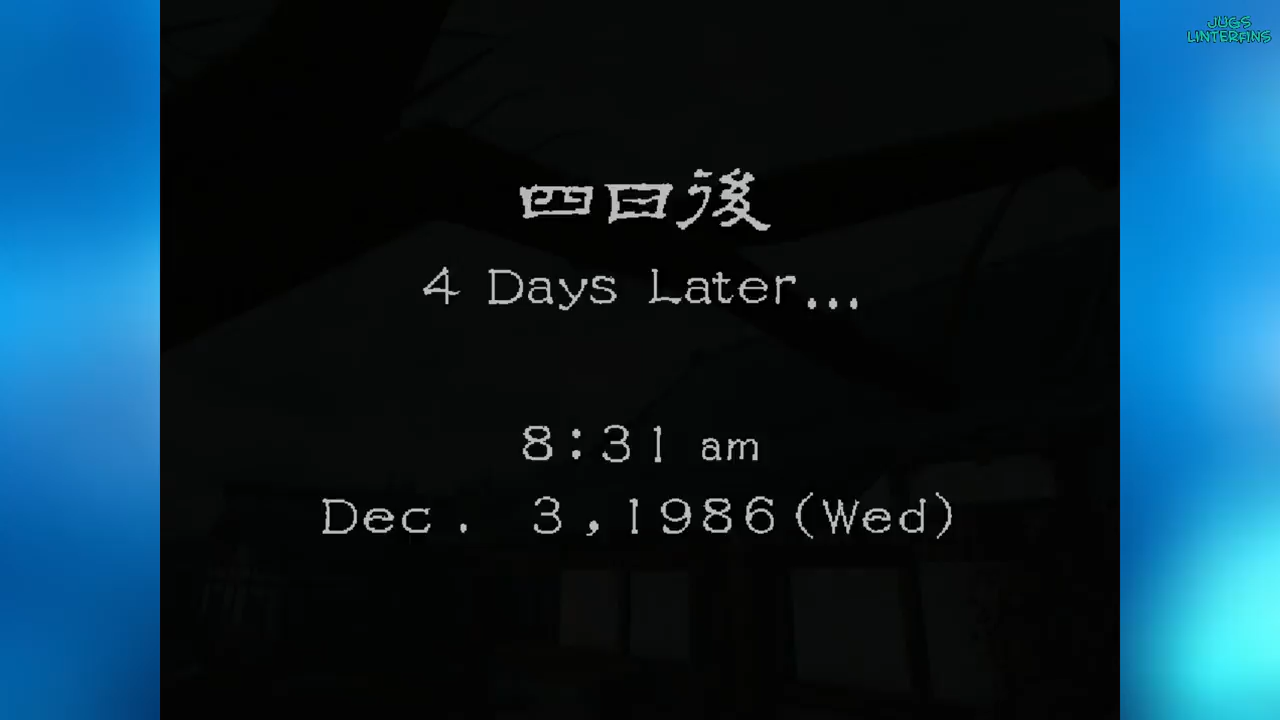 JUGS
LINTERFINS
四日後
4 Days Later...
8:31 am
Dec. 3,1986(Wed)